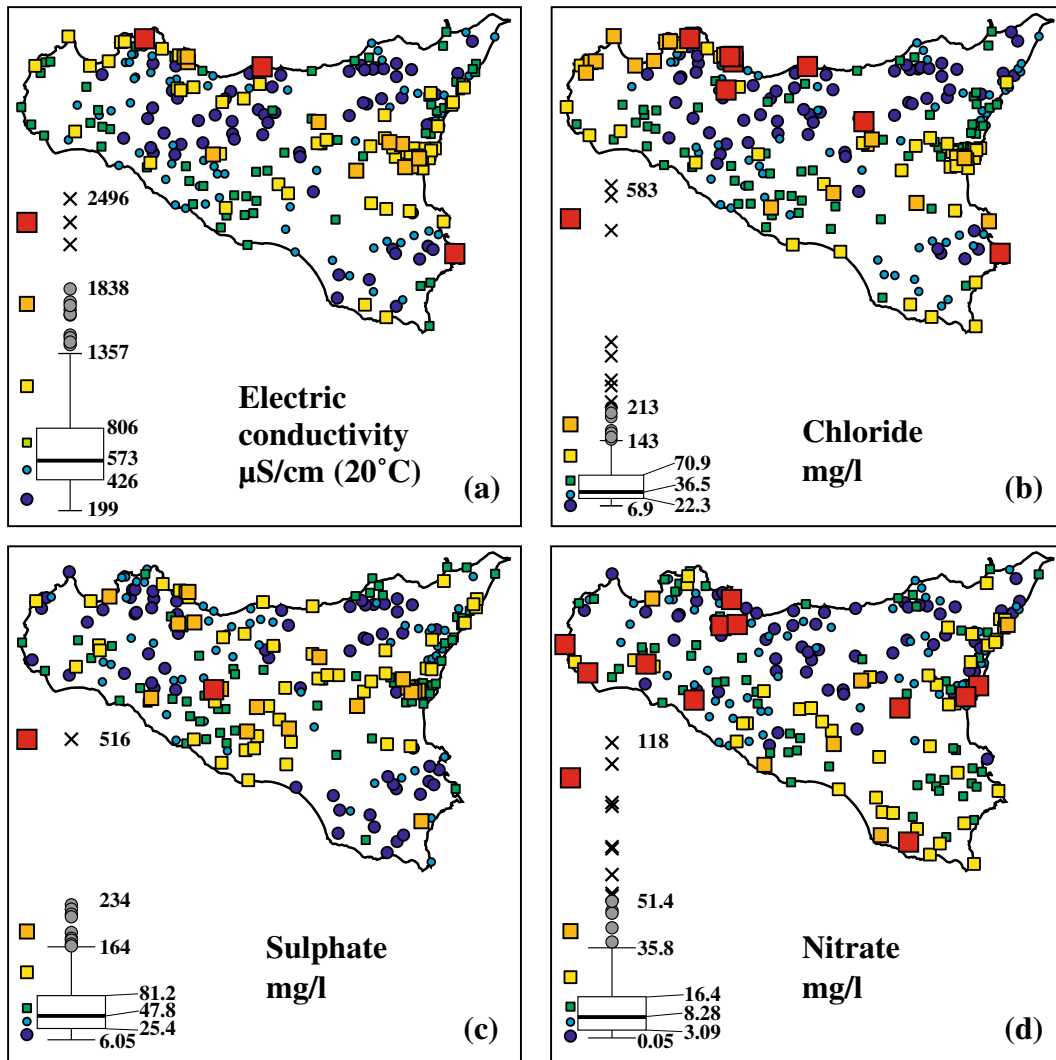 2496
1838
1357
806
573
426
199
Electric
conductivity
µS/cm (20˚C)
(a)
583
213
143
70.9
36.5
22.3
6.9
Chloride
mg/l
(b)
516
234
164
81.2
47.8
25.4
6.05
Sulphate
mg/l
(c)
118
51.4
35.8
16.4
8.28
3.09
0.05
Nitrate
mg/l
(d)